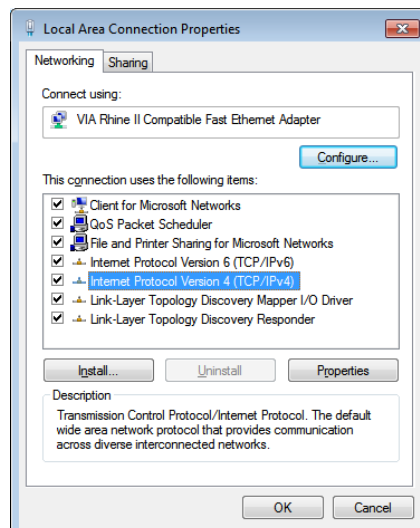 Local Area Connection Properties
Networking
Sharing
Connect using:
VIA Rhine II Compatible Fast Ethernet Adapter
Configure...
This connection uses the following items:
Client for Microsoft Networks
QoS Packet Scheduler
File and Printer Sharing for Microsoft Networks
Internet Protocol Version 6 (TCP/IPv6)
Internet Protocol Version 4 (TCP/IPv4)
Link-Layer Topology Discovery Mapper I/O Driver
Link-Layer Topology Discovery Responder
Install...
Uninstall
Properties
Description
Transmission Control Protocol/Internet Protocol. The default
wide area network protocol that provides communication
across diverse interconnected networks.
OK
Cancel